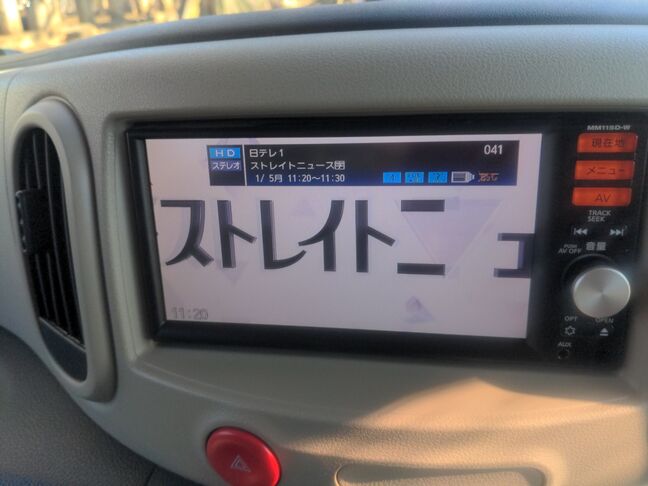 MM115D-W
HD
日テレ1
041
ステレオ
ストレイトニュース
1/ 5月 11:20〜11:30
ストレイトニュ
11:20
現在地
メニュー
AV
TRACK
SEEK
PUSH
AV OFF
音量
OPT
OPEN
AUX